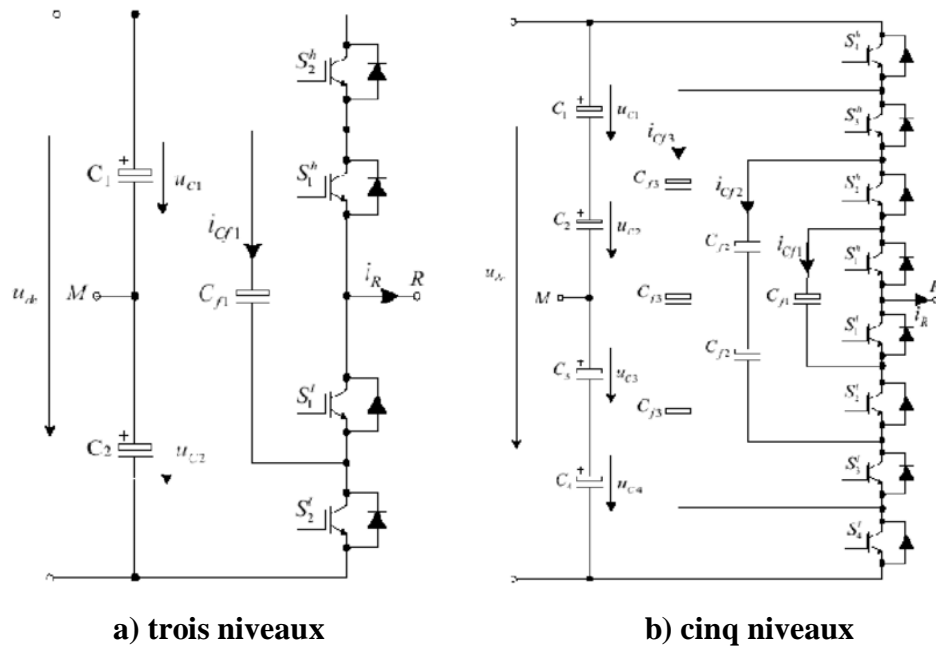 S₂ʰ
C₁
u_C1
S₁ʰ
i_Cf1
u_dc
M
C_f1
i_R
R
S₁ˡ
C₂
u_C2
S₂ˡ
S₃ʰ
C₁
u_C1
i_Cf3
C_f3
S₂ʰ
i_Cf2
C₂
u_C2
C_f2
i_Cf1
S₁ʰ
u_dc
M
C_f3
C_f1
i_R
S₁ˡ
C_f2
u_C3
C_f3
S₂ˡ
S₃ˡ
u_C4
S₄ˡ
a) trois niveaux
b) cinq niveaux